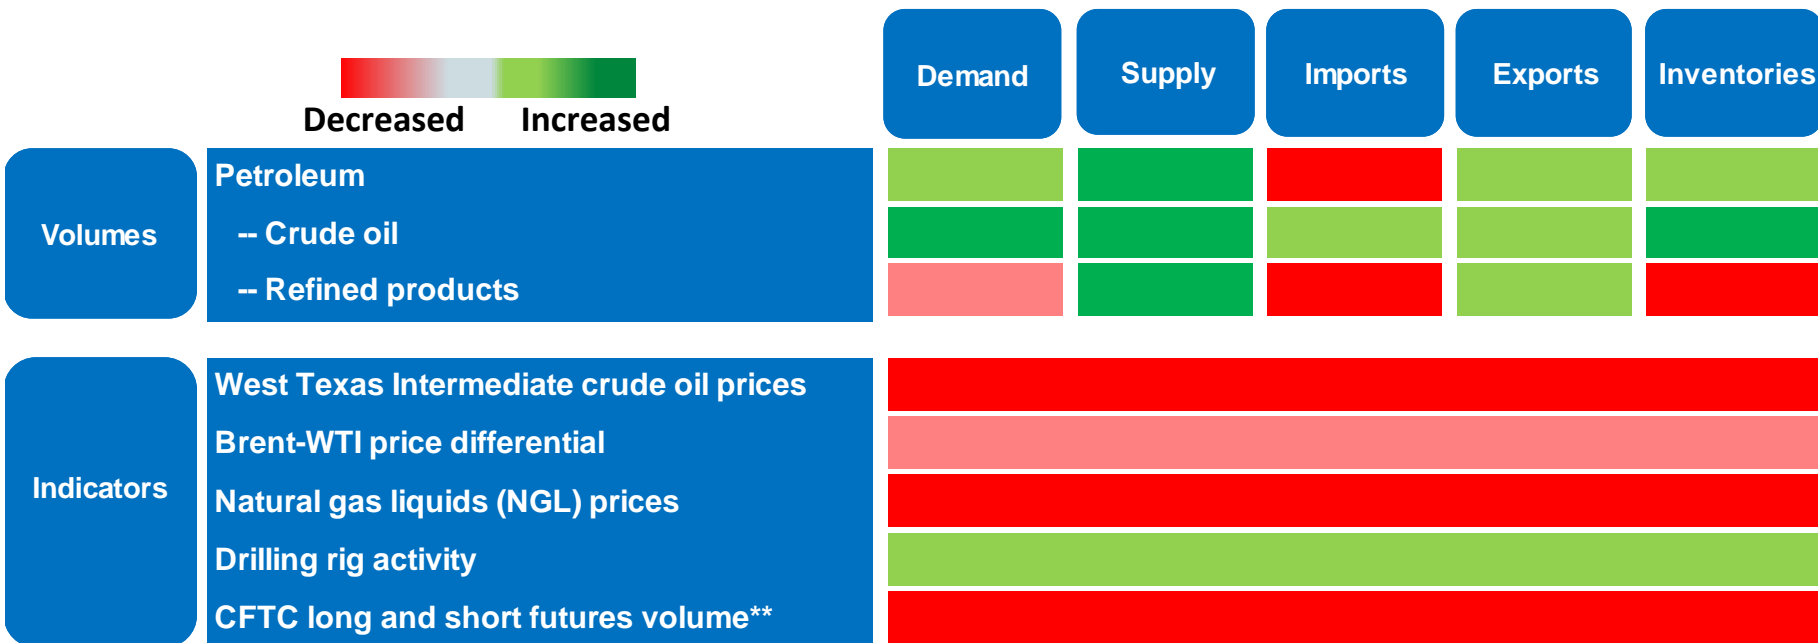 Demand
Supply
Imports
Exports
Inventories
Decreased
Increased
Volumes
Petroleum
-- Crude oil
-- Refined products
Indicators
West Texas Intermediate crude oil prices
Brent-WTI price differential
Natural gas liquids (NGL) prices
Drilling rig activity
CFTC long and short futures volume**